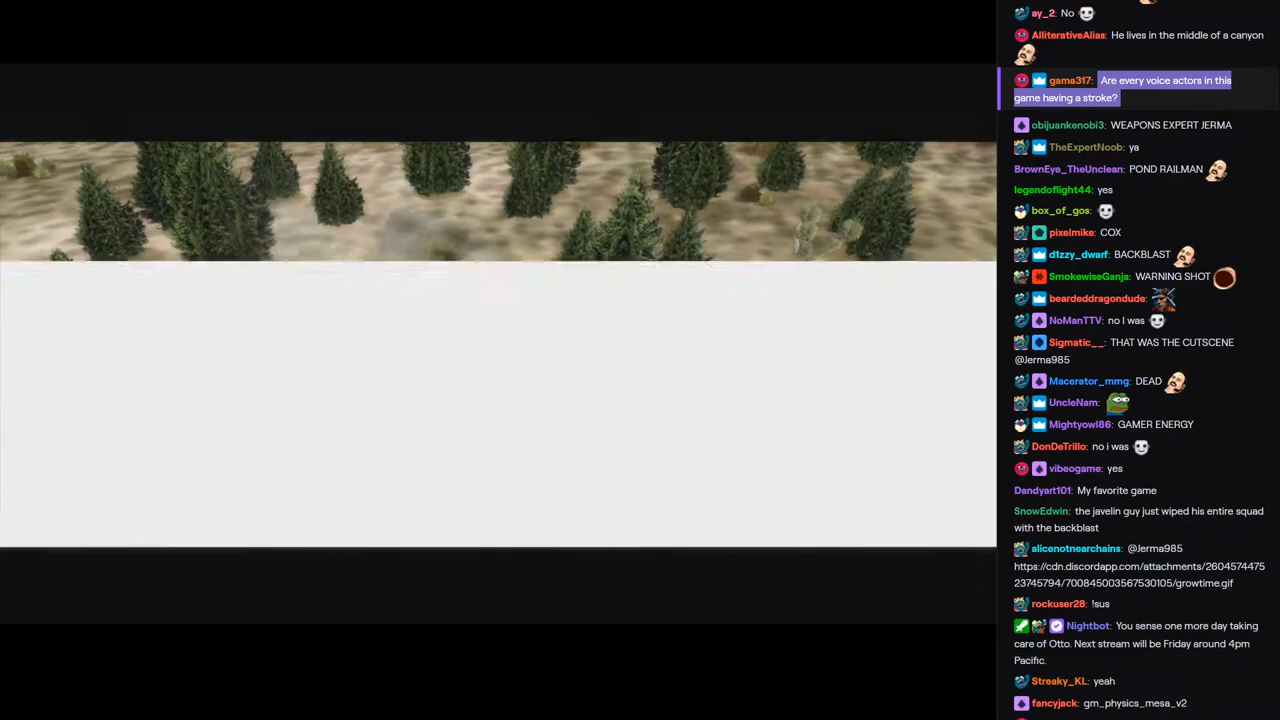 ay_2: No
AlliterativeAlias: He lives in the middle of a canyon
gama317: Are every voice actors in this
game having a stroke?
obijuankenobi3: WEAPONS EXPERT JERMA
TheExpertNoob: ya
BrownEye_TheUnclean: POND RAILMAN
legendoflight44: yes
box_of_gos:
pixelmike: COX
d1zzy_dwarf: BACKBLAST
SmokewiseGanja: WARNING SHOT
beardeddragondude:
NoManTTV: no I was
Sigmatic__: THAT WAS THE CUTSCENE
@Jerma985
Macerator_mmg: DEAD
UncleNam:
Mightyowl86: GAMER ENERGY
DonDeTrillo: no i was
vibeogame: yes
Dandyart101: My favorite game
SnowEdwin: the javelin guy just wiped his entire squad
with the backblast
alicenotnearchains: @Jerma985
https://cdn.discordapp.com/attachments/2604574475
23745794/700845003567530105/growtime.gif
rockuser28: !sus
Nightbot: You sense one more day taking
care of Otto. Next stream will be Friday around 4pm
Pacific.
Streaky_KL: yeah
fancyjack: gm_physics_mesa_v2